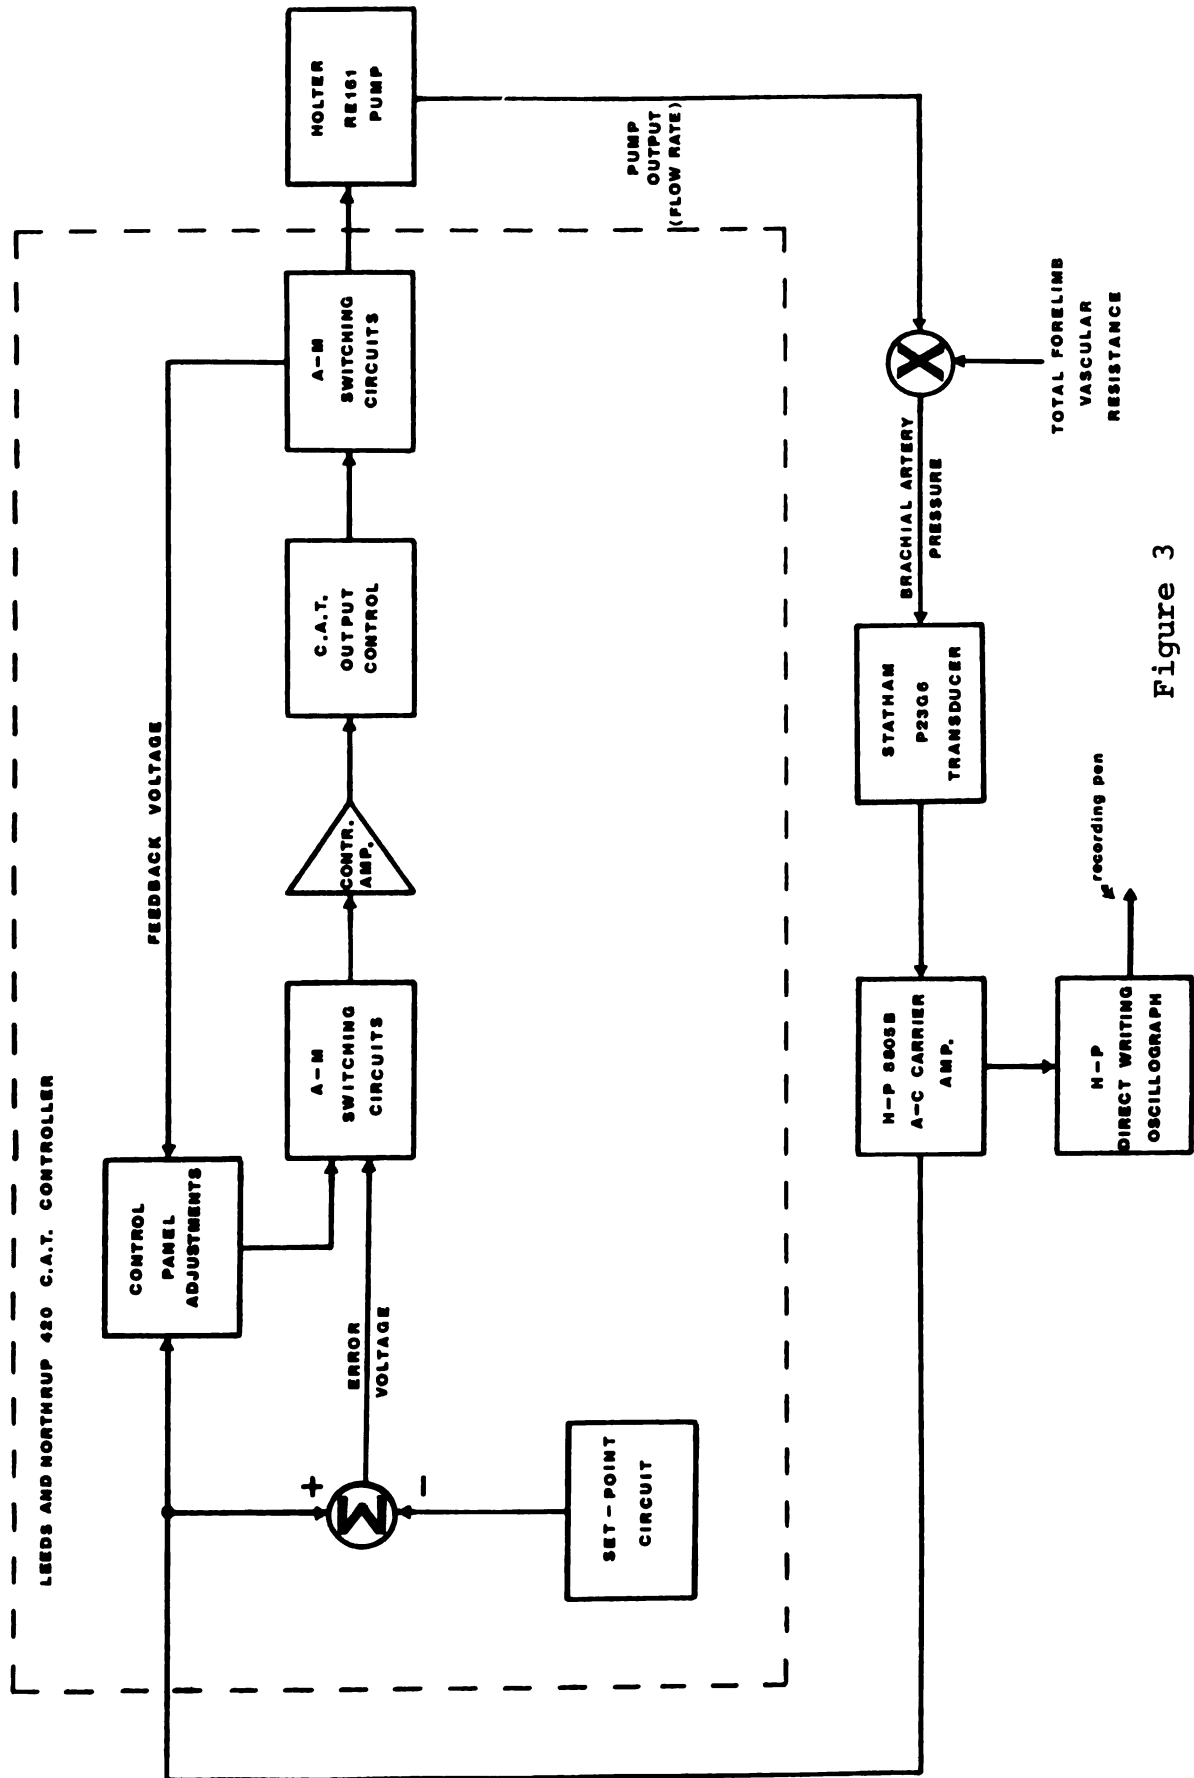 LEEDS AND NORTHRUP 420 C.A.T. CONTROLLER
FEEDBACK VOLTAGE
CONTROL
PANEL
ADJUSTMENTS
+
Σ
−
ERROR
VOLTAGE
SET-POINT
CIRCUIT
A-M
SWITCHING
CIRCUITS
CONTR.
AMP.
C.A.T.
OUTPUT
CONTROL
A-M
SWITCHING
CIRCUITS
HOLTER
RE161
PUMP
PUMP
OUTPUT
(FLOW RATE)
X
TOTAL FORELIMB
VASCULAR
RESISTANCE
BRACHIAL ARTERY
PRESSURE
STATHAM
P23G6
TRANSDUCER
H-P 8805B
A-C CARRIER
AMP.
H-P
DIRECT WRITING
OSCILLOGRAPH
recording pen
Figure 3